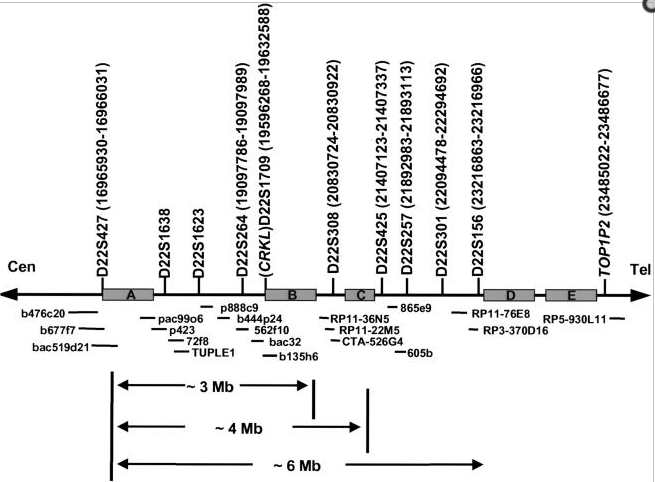 D22S427 (16965930-16966031)
D22S1638
D22S1623
D22S264 (19097786-19097989)
(CRKL)D22S1709 (19596268-19632588)
D22S308 (20830724-20830922)
D22S425 (21407123-21407337)
D22S257 (21892983-21893113)
D22S301 (22094478-22294692)
D22S156 (23216863-23216966)
TOP1P2 (23485022-23486677)
Cen
Tel
A
B
C
D
E
b476c20
b677f7
bac519d21
pac99o6
p423
72f8
TUPLE1
p888c9
b444p24
562f10
bac32
b135h6
RP11-36N5
RP11-22M5
CTA-526G4
865e9
605b
RP11-76E8
RP3-370D16
RP5-930L11
~ 3 Mb
~ 4 Mb
~ 6 Mb